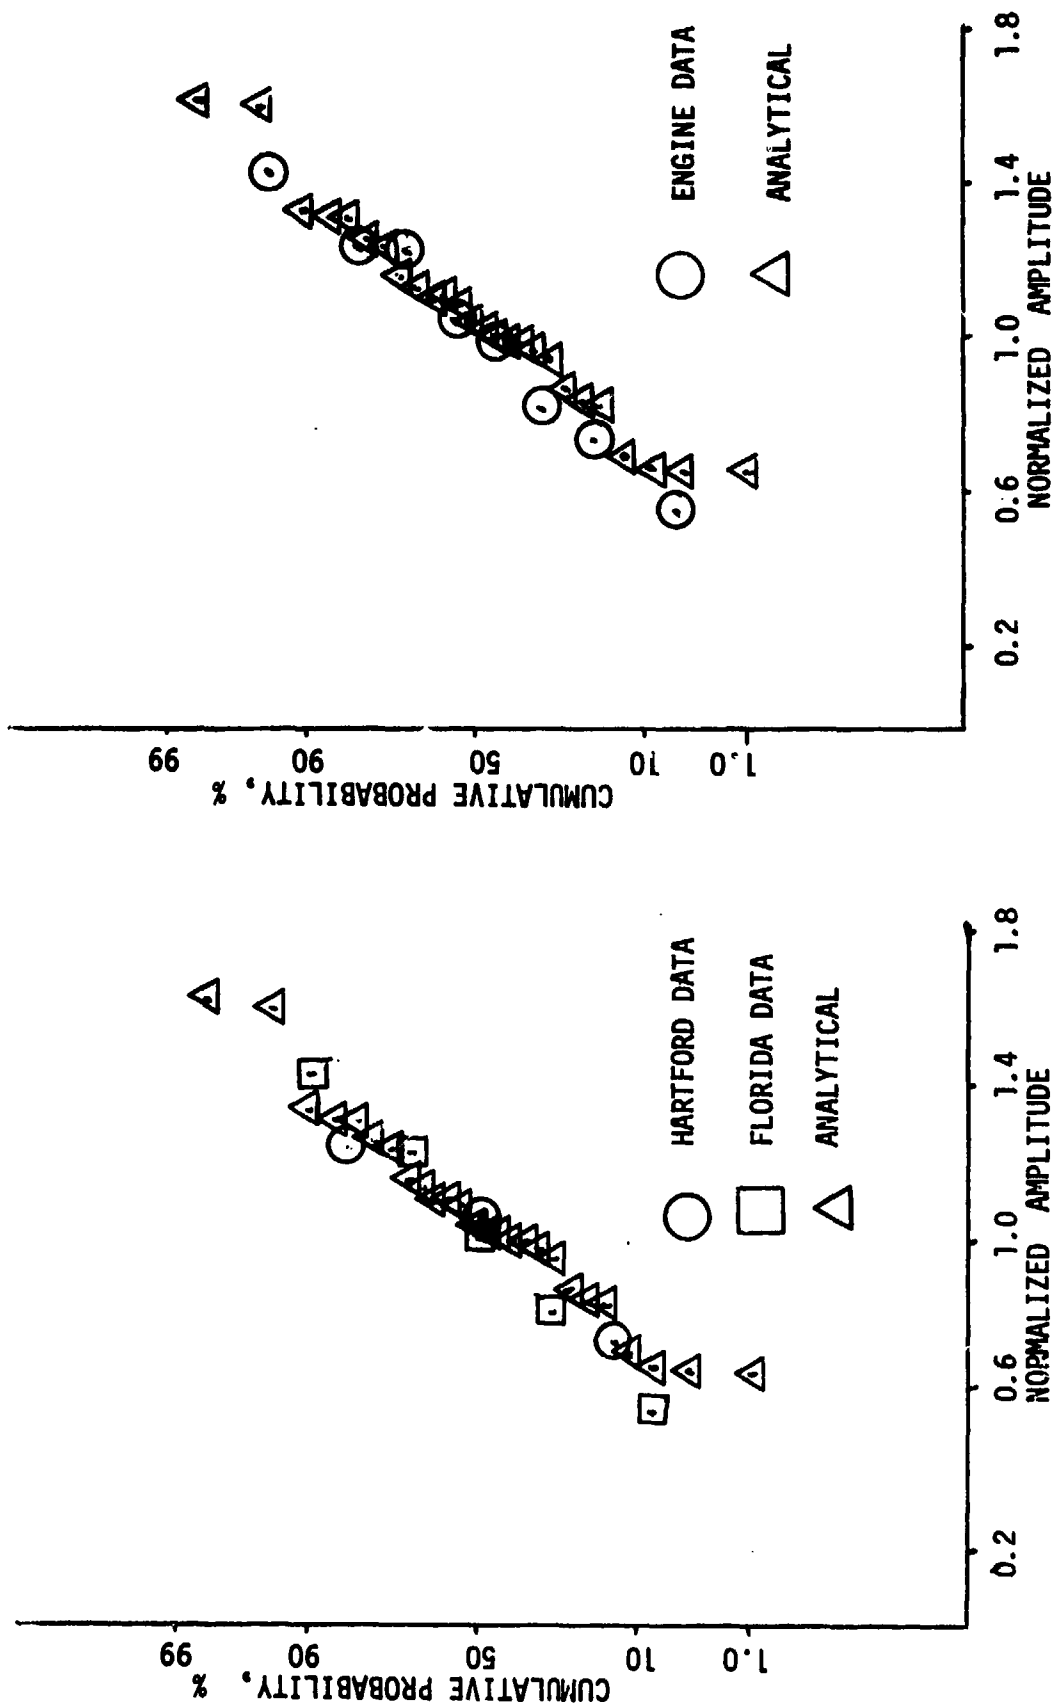 CUMULATIVE PROBABILITY, %
99
90
50
10
1.0
0.2
0.6
1.0
1.4
1.8
NORMALIZED AMPLITUDE
HARTFORD DATA
FLORIDA DATA
ANALYTICAL
CUMULATIVE PROBABILITY, %
99
90
50
10
1.0
0.2
0.6
1.0
1.4
1.8
NORMALIZED AMPLITUDE
ENGINE DATA
ANALYTICAL